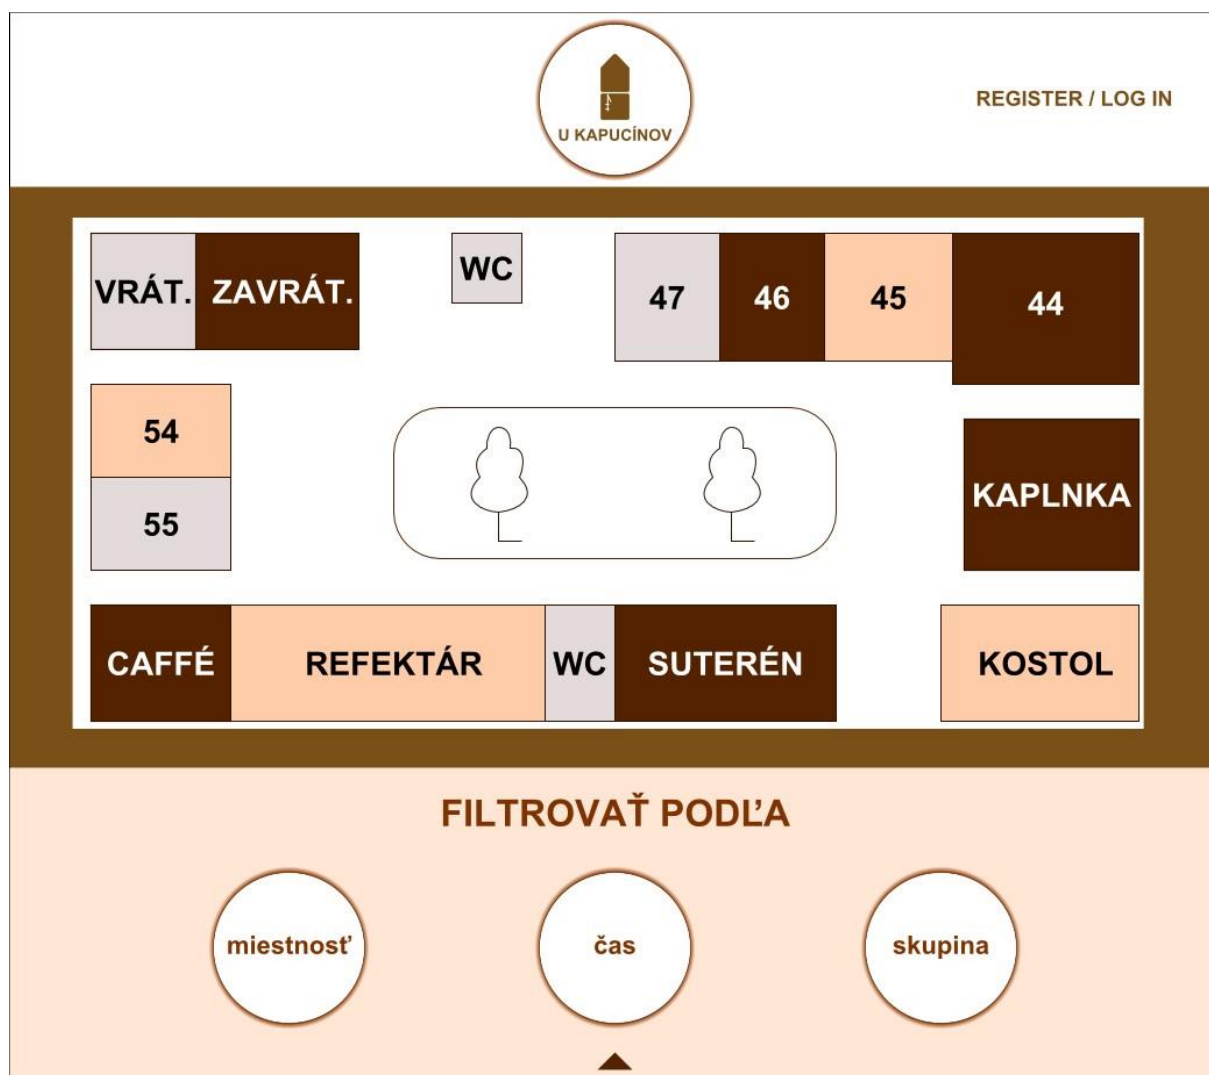 U KAPUCÍNOV
REGISTER / LOG IN
VRÁT.
ZAVRÁT.
WC
47
46
45
44
54
55
KAPLNKA
CAFFÉ
REFEKTÁR
WC
SUTERÉN
KOSTOL
FILTROVAŤ PODĽA
miestnosť
čas
skupina